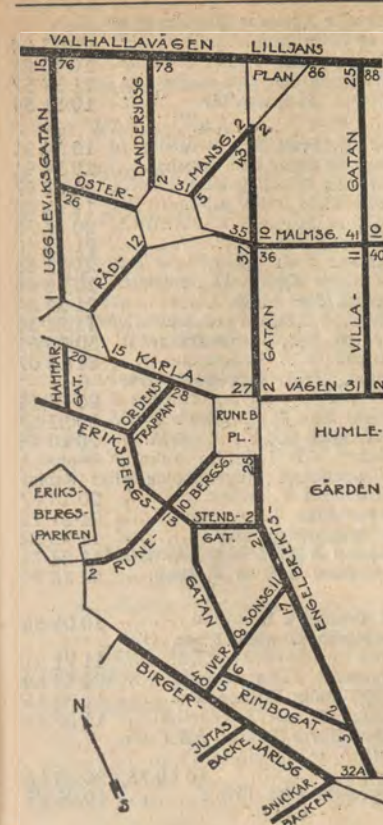 VALHALLAVÄGEN
LILLJANS
PLAN
15
76
78
86
25
88
UGGLEVIKSGATAN
DANDERYDSG
MANSG.
2
2
43
GATAN
ÖSTER-
26
2
31
5
12
35
10
MALMSG.
41
10
37
36
11
40
RÅD-
1
GATAN
VILLA-
HAMMAR-
GAT.
20
15
KARLA-
27
2
VÄGEN
31
2
ORDENS-
TRAPPAN
28
RUNEB
PL.
HUMLE-
GÅRDEN
ERIKSBERGS-
GATAN
10
BERGSG.
25
ERIKS-
BERGS-
PARKEN
13
STENB-
GAT.
2
21
ENGELBREKTS-
2
RUNE-
IVER
SONSG
11
17
8
6
40
5
RIMBOGAT.
2
3
BIRGER-
JARLSG
JUTAS
BACKE
32A
SNICKAR-
BACKEN
N
S